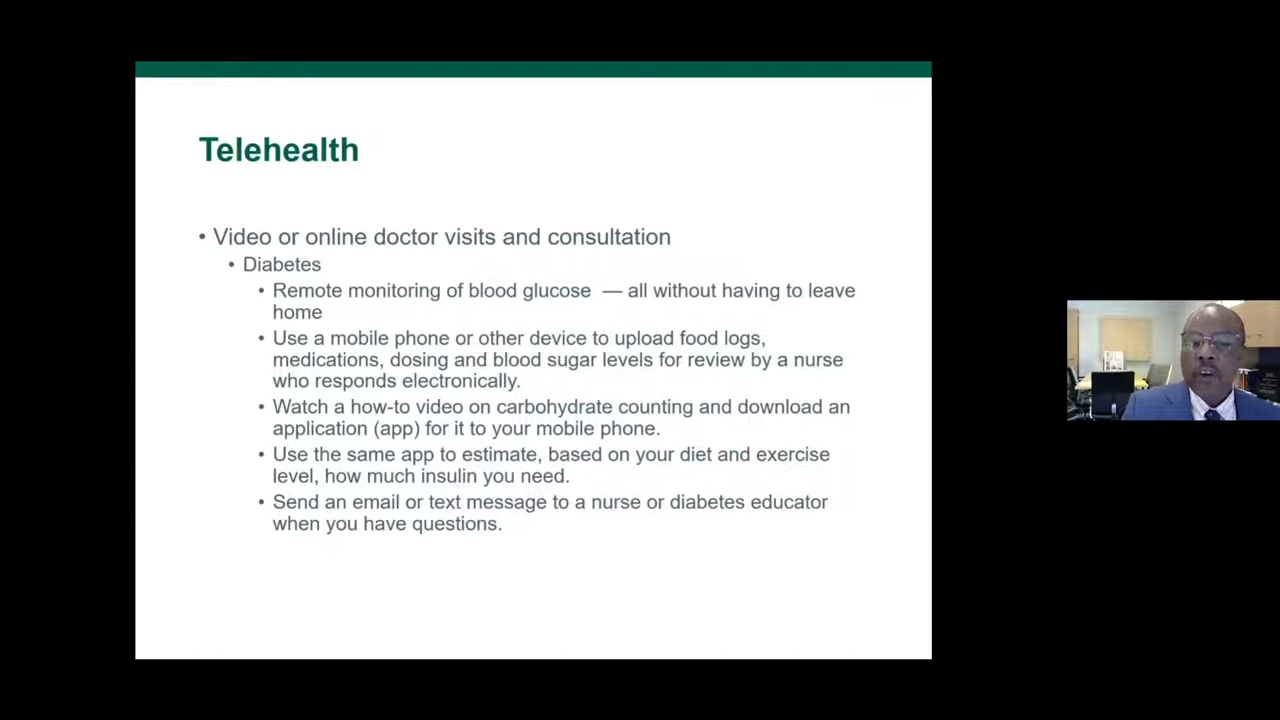 Telehealth
• Video or online doctor visits and consultation
• Diabetes
• Remote monitoring of blood glucose — all without having to leave
home
• Use a mobile phone or other device to upload food logs,
medications, dosing and blood sugar levels for review by a nurse
who responds electronically.
• Watch a how-to video on carbohydrate counting and download an
application (app) for it to your mobile phone.
• Use the same app to estimate, based on your diet and exercise
level, how much insulin you need.
• Send an email or text message to a nurse or diabetes educator
when you have questions.